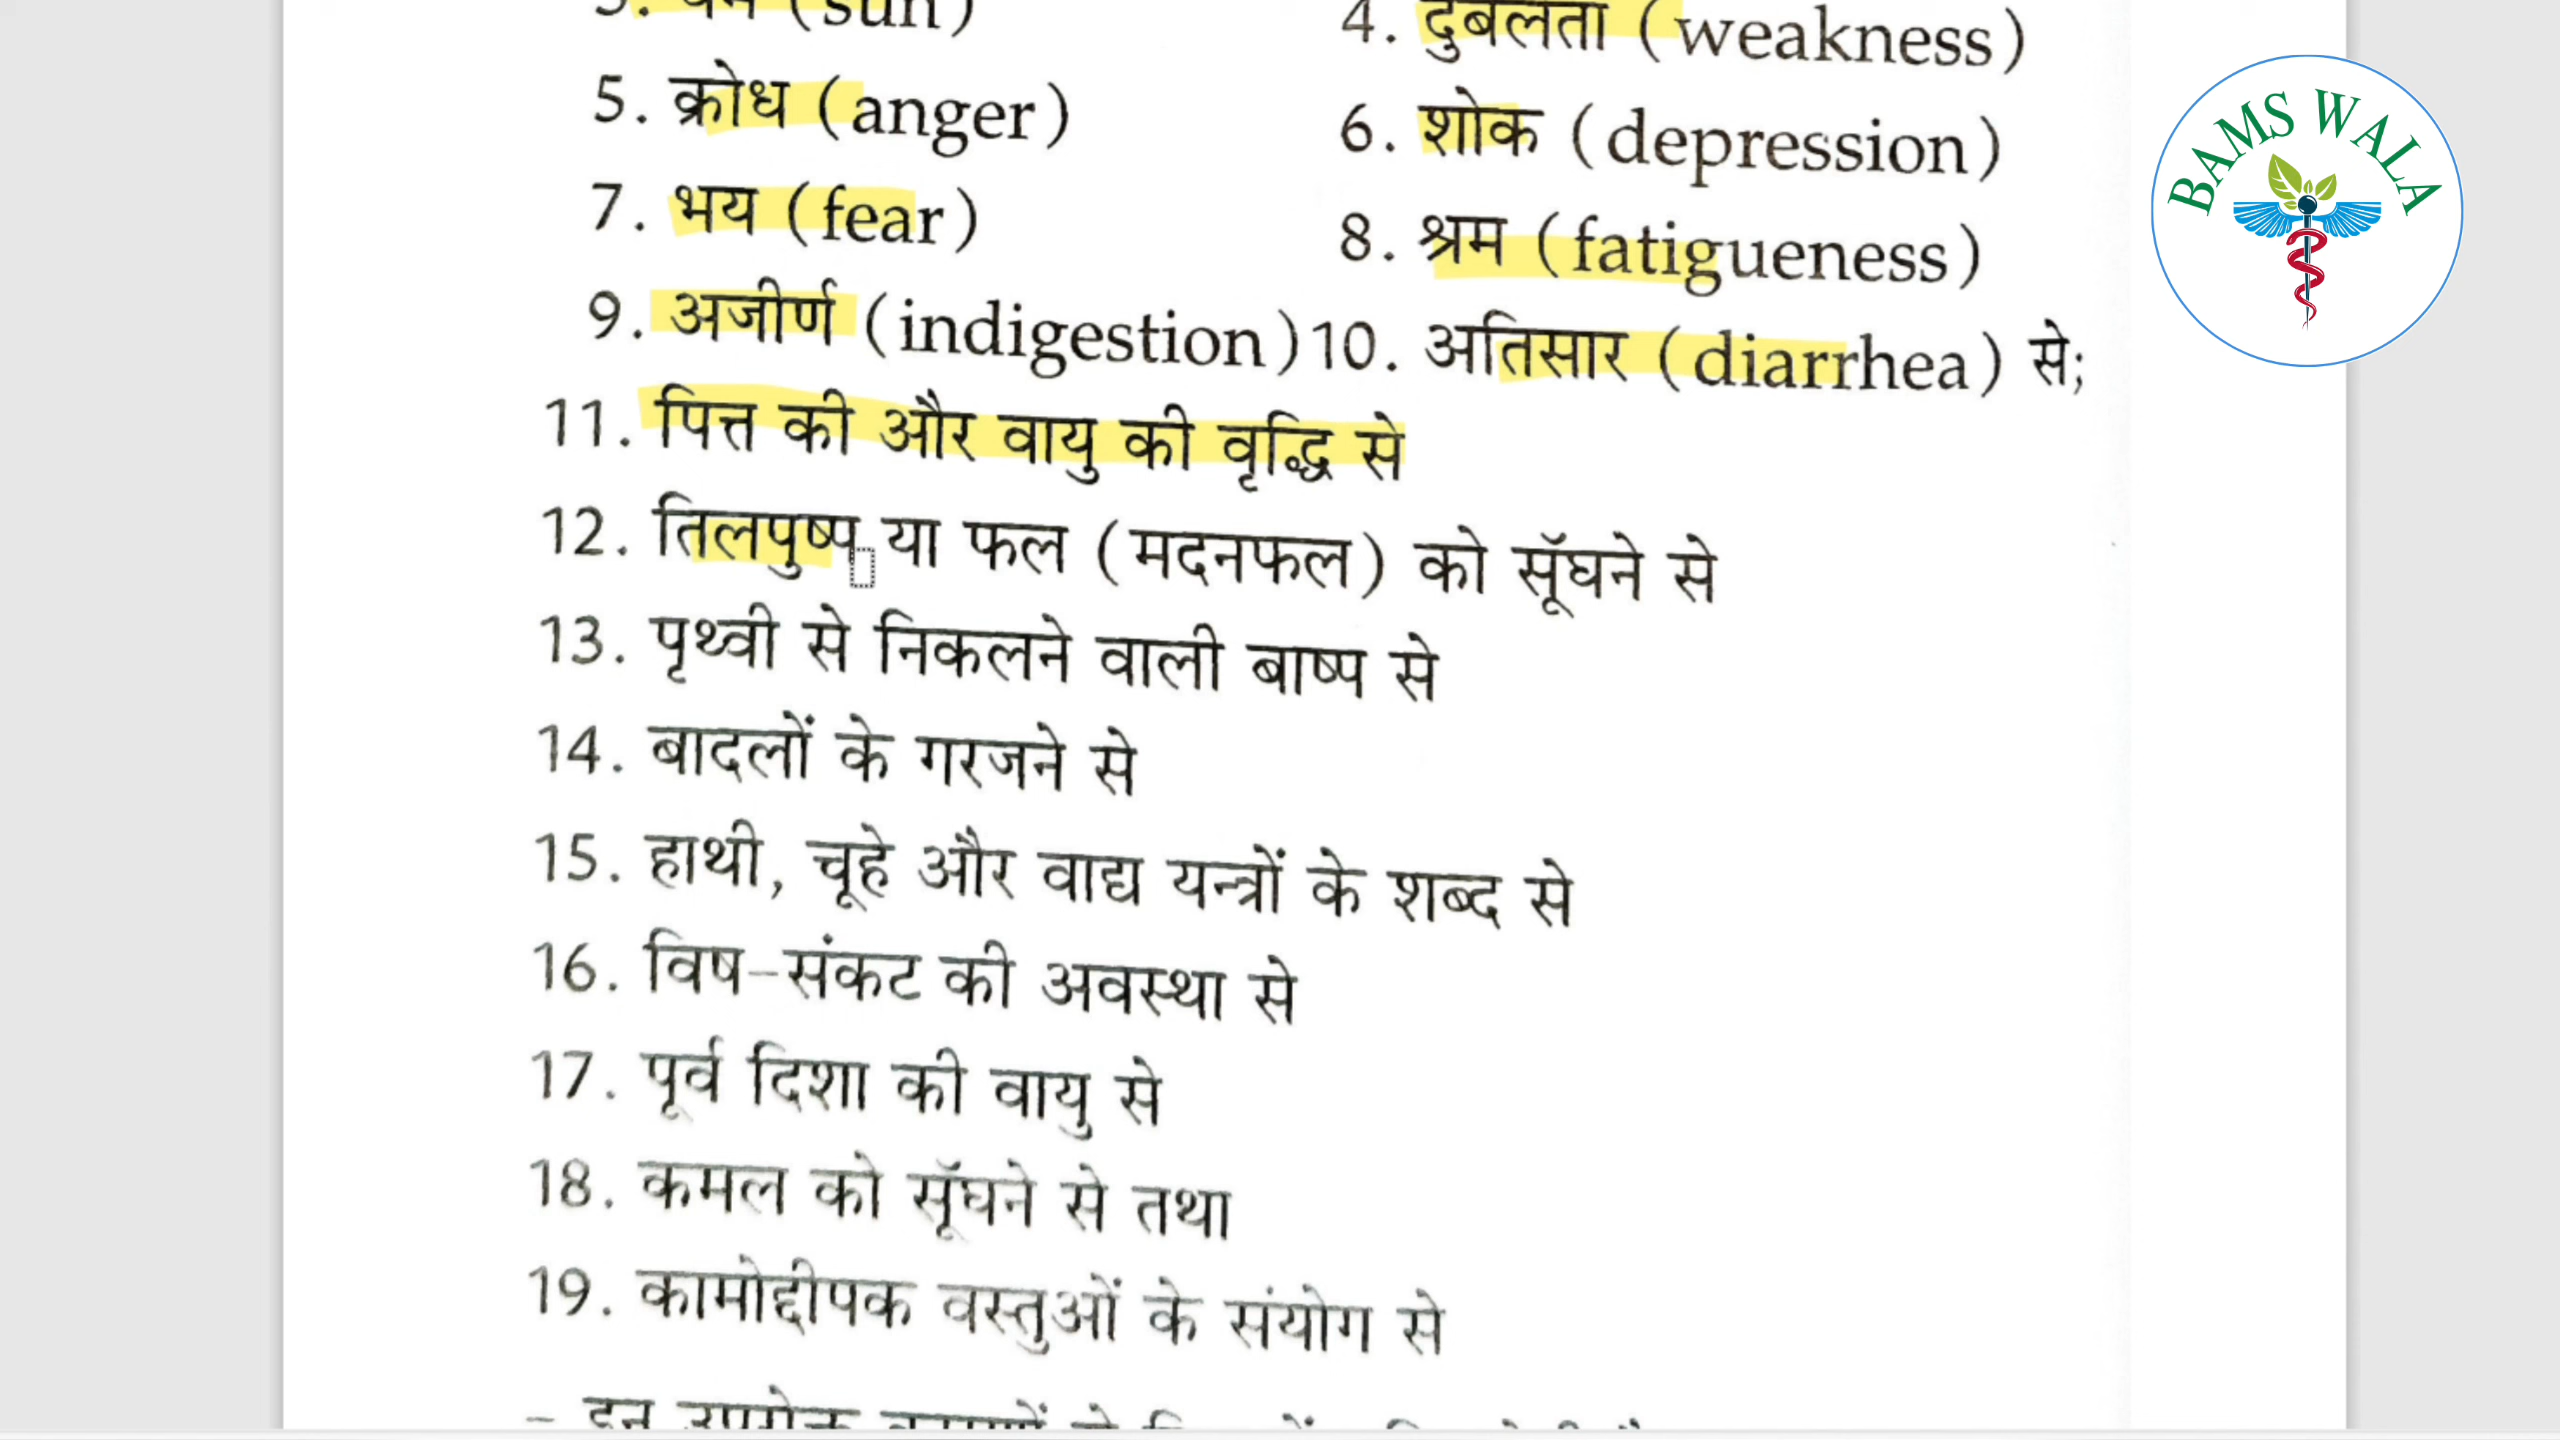 (sun)
4. दुर्बलता (weakness)
5. क्रोध (anger)
6. शोक (depression)
7. भय (fear)
8. श्रम (fatigueness)
9. अजीर्ण (indigestion)
10. अतिसार (diarrhea) से;
11. पित्त की और वायु की वृद्धि से
12. तिलपुष्प या फल (मदनफल) को सूँघने से
13. पृथ्वी से निकलने वाली बाष्प से
14. बादलों के गरजने से
15. हाथी, चूहे और वाद्य यन्त्रों के शब्द से
16. विष-संकट की अवस्था से
17. पूर्व दिशा की वायु से
18. कमल को सूँघने से तथा
19. कामोद्दीपक वस्तुओं के संयोग से
BAMS WALA